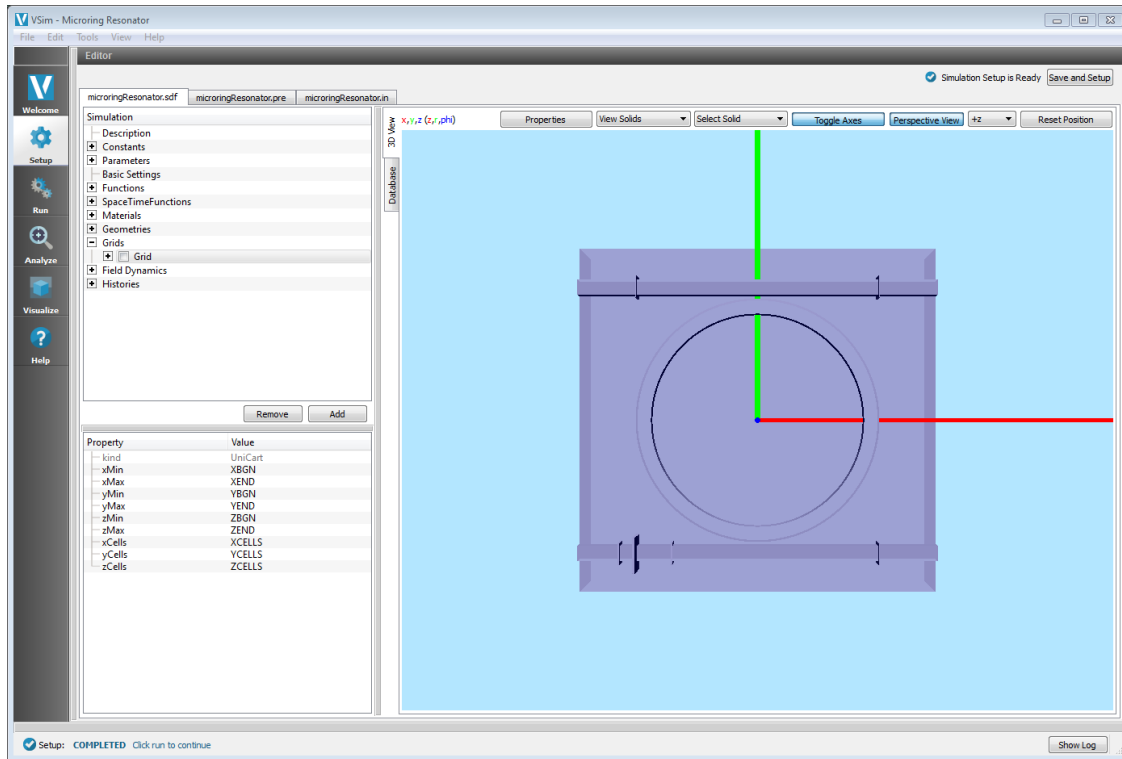 VSim - Microring Resonator
File Edit Tools View Help
Editor
Simulation Setup is Ready Save and Setup
microringResonator.sdf microringResonator.pre microringResonator.in
Welcome
Setup
Run
Analyze
Visualize
Help
Simulation
Description
Constants
Parameters
Basic Settings
Functions
SpaceTimeFunctions
Materials
Geometries
Grids
Grid
Field Dynamics
Histories
Remove Add
Property Value
kind UniCart
xMin XBGN
xMax XEND
yMin YBGN
yMax YEND
zMin ZBGN
zMax ZEND
xCells XCELLS
yCells YCELLS
zCells ZCELLS
3D View
Database
x,y,z (z,r,phi) Properties View Solids Select Solid Toggle Axes Perspective View +z Reset Position
Setup: COMPLETED Click run to continue Show Log